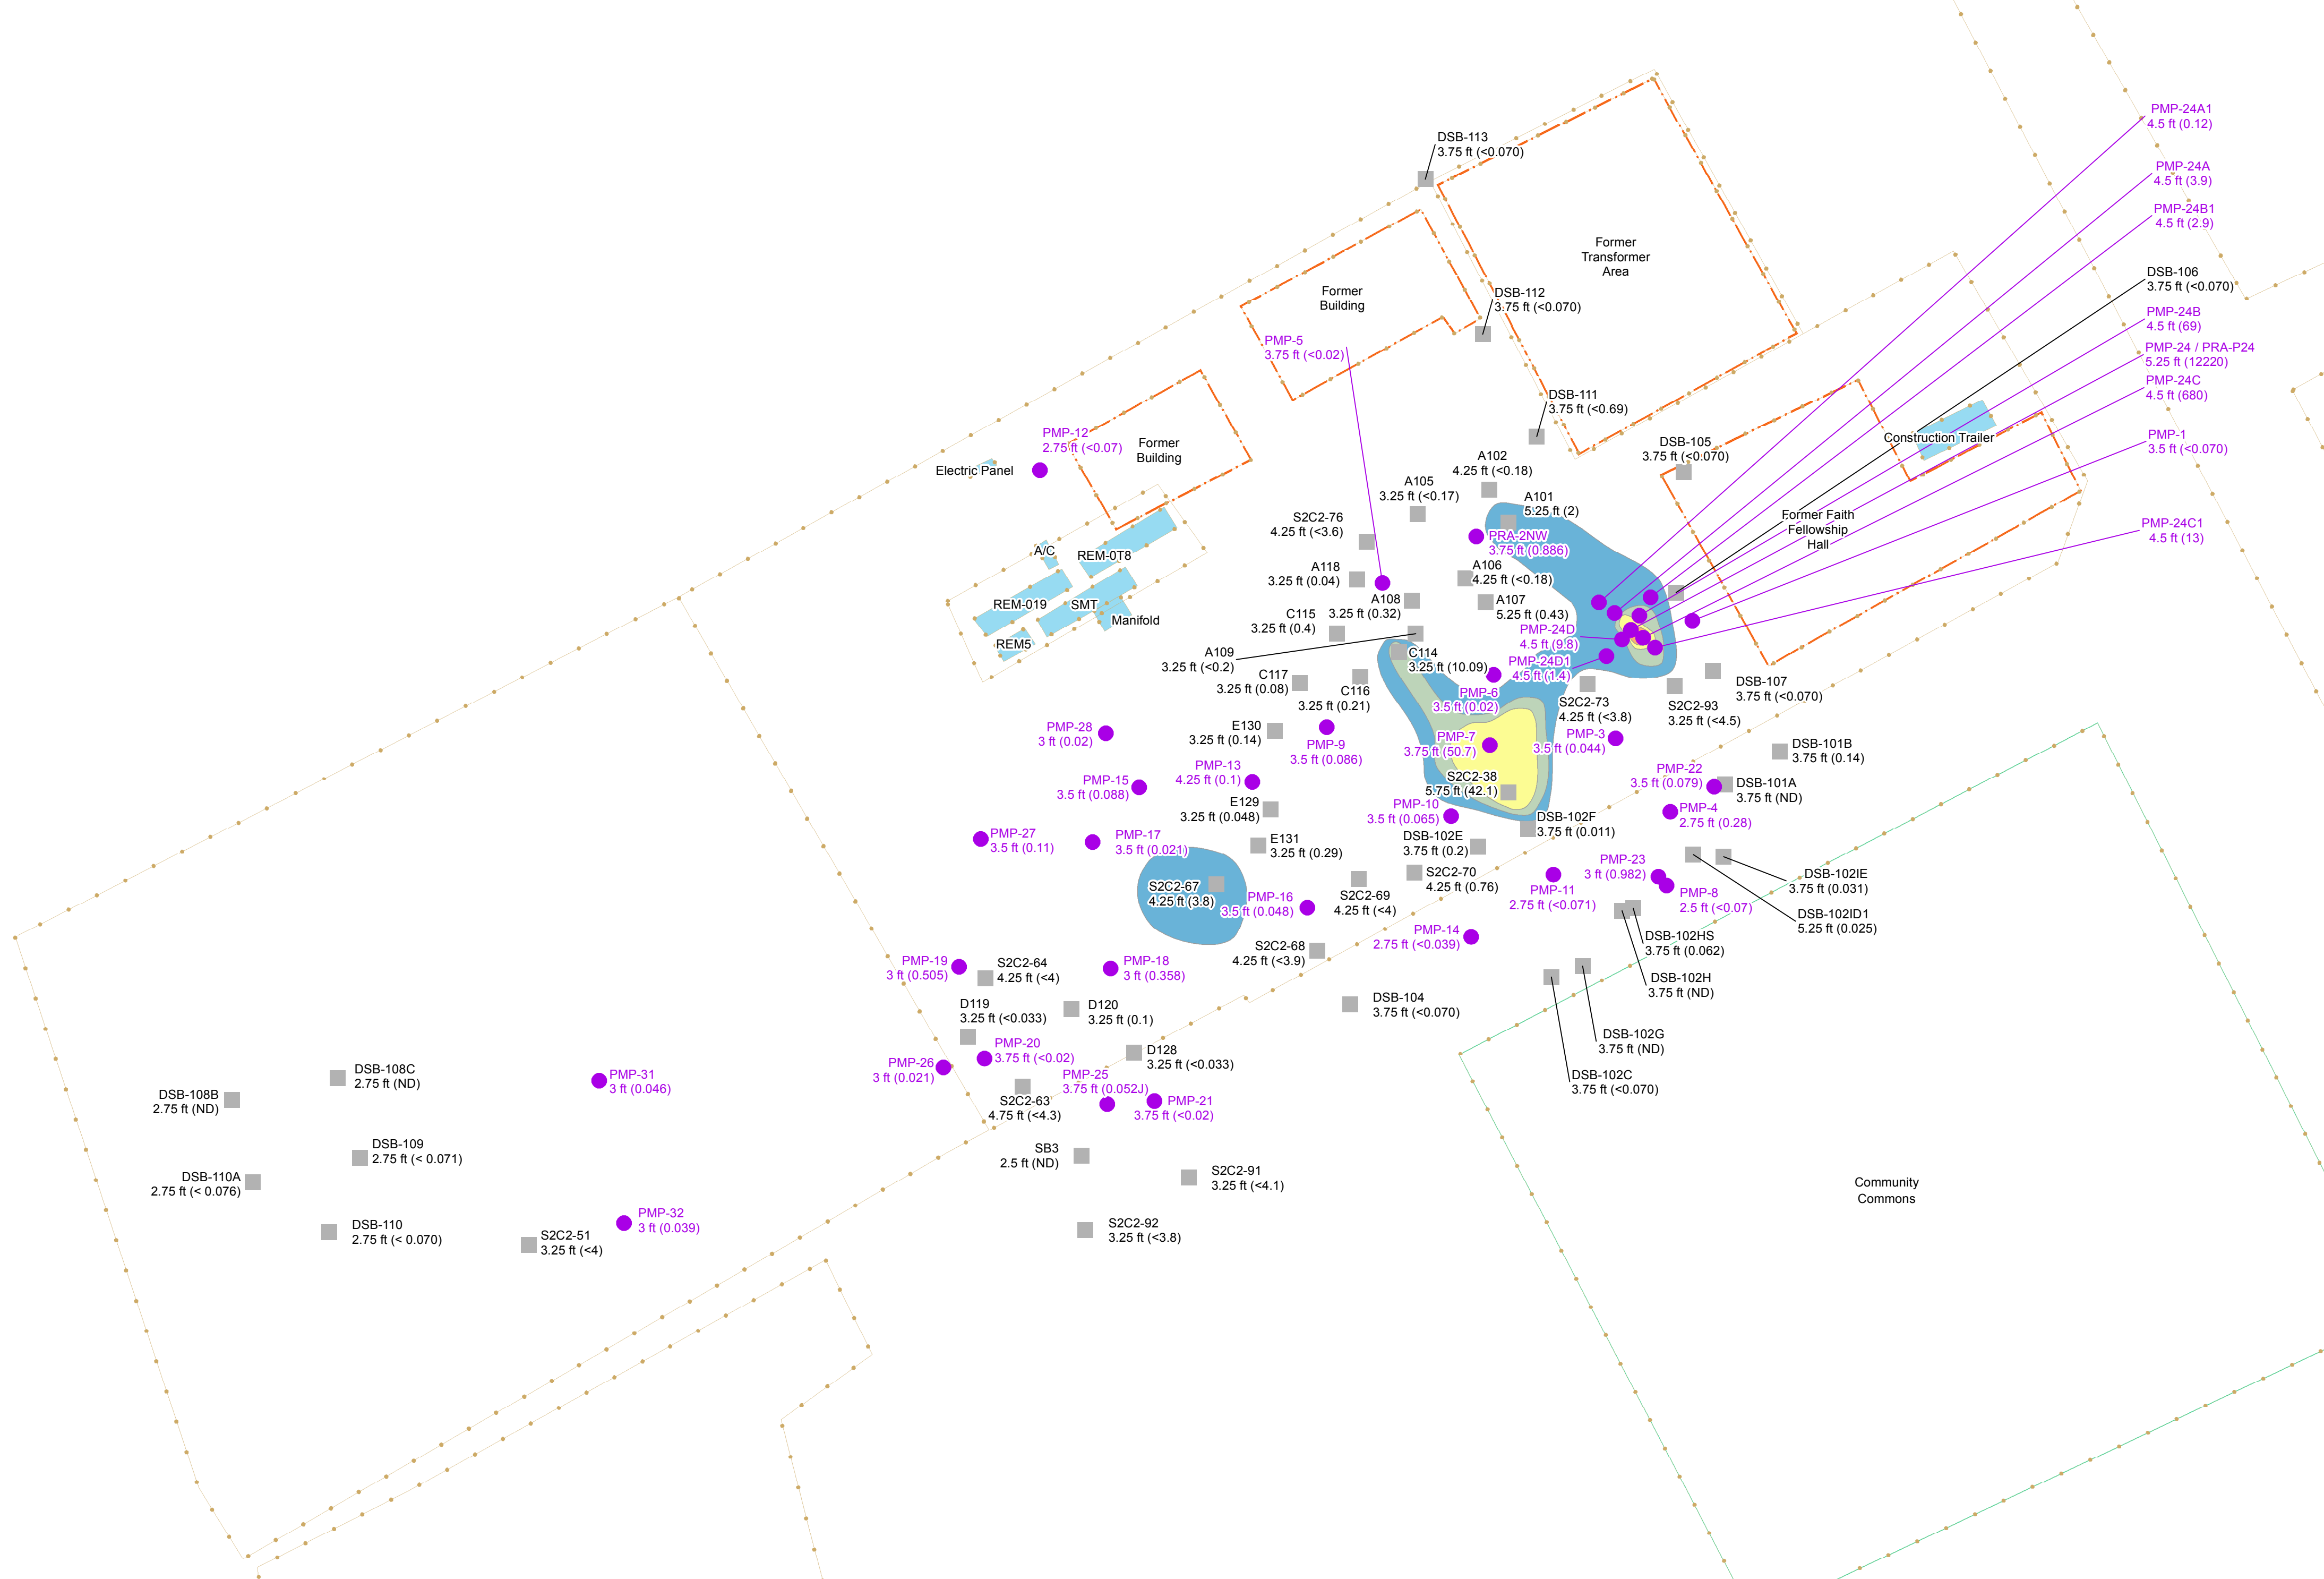 PMP-24A1
4.5 ft (0.12)
DSB-113
3.75 ft (<0.070)
PMP-24A
4.5 ft (3.9)
PMP-24B1
4.5 ft (2.9)
Former
Transformer
Area
DSB-106
3.75 ft (<0.070)
Former
Building
DSB-112
3.75 ft (<0.070)
PMP-24B
4.5 ft (69)
PMP-5
3.75 ft (<0.02)
PMP-24 / PRA-P24
5.25 ft (12220)
PMP-24C
4.5 ft (680)
DSB-111
3.75 ft (<0.69)
PMP-12
2.75 ft (<0.07)
Former
Building
Construction Trailer
PMP-1
3.5 ft (<0.070)
DSB-105
3.75 ft (<0.070)
Electric Panel
A102
4.25 ft (<0.18)
A105
3.25 ft (<0.17)
A101
5.25 ft (2)
S2C2-76
4.25 ft (<3.6)
Former Faith
Fellowship
Hall
PMP-24C1
4.5 ft (13)
PRA-2NW
3.75 ft (0.886)
A/C
REM-0T8
A118
3.25 ft (0.04)
A106
4.25 ft (<0.18)
REM-019
SMT
Manifold
A108
3.25 ft (0.32)
A107
5.25 ft (0.43)
C115
3.25 ft (0.4)
PMP-24D
4.5 ft (9.8)
REM5
A109
3.25 ft (<0.2)
C114
3.25 ft (10.09)
PMP-24D1
4.5 ft (1.4)
C117
3.25 ft (0.08)
C116
3.25 ft (0.21)
PMP-6
3.5 ft (0.02)
S2C2-73
4.25 ft (<3.8)
S2C2-93
3.25 ft (<4.5)
DSB-107
3.75 ft (<0.070)
PMP-28
3 ft (0.02)
E130
3.25 ft (0.14)
PMP-9
3.5 ft (0.086)
PMP-7
3.75 ft (50.7)
PMP-3
3.5 ft (0.044)
DSB-101B
3.75 ft (0.14)
PMP-15
3.5 ft (0.088)
PMP-13
4.25 ft (0.1)
S2C2-38
5.75 ft (42.1)
PMP-22
3.5 ft (0.079)
DSB-101A
3.75 ft (ND)
E129
3.25 ft (0.048)
PMP-10
3.5 ft (0.065)
PMP-4
2.75 ft (0.28)
DSB-102F
3.75 ft (0.011)
PMP-27
3.5 ft (0.11)
PMP-17
3.5 ft (0.021)
E131
3.25 ft (0.29)
DSB-102E
3.75 ft (0.2)
S2C2-67
4.25 ft (3.8)
S2C2-70
4.25 ft (0.76)
PMP-23
3 ft (0.982)
DSB-102IE
3.75 ft (0.031)
PMP-16
3.5 ft (0.048)
S2C2-69
4.25 ft (<4)
PMP-11
2.75 ft (<0.071)
PMP-8
2.5 ft (<0.07)
DSB-102ID1
5.25 ft (0.025)
PMP-14
2.75 ft (<0.039)
DSB-102HS
3.75 ft (0.062)
S2C2-68
4.25 ft (<3.9)
PMP-19
3 ft (0.505)
S2C2-64
4.25 ft (<4)
PMP-18
3 ft (0.358)
DSB-102H
3.75 ft (ND)
D119
3.25 ft (<0.033)
D120
3.25 ft (0.1)
DSB-104
3.75 ft (<0.070)
DSB-102G
3.75 ft (ND)
PMP-20
3.75 ft (<0.02)
D128
3.25 ft (<0.033)
PMP-26
3 ft (0.021)
DSB-108C
2.75 ft (ND)
PMP-31
3 ft (0.046)
PMP-25
3.75 ft (0.052J)
DSB-102C
3.75 ft (<0.070)
DSB-108B
2.75 ft (ND)
S2C2-63
4.75 ft (<4.3)
PMP-21
3.75 ft (<0.02)
DSB-109
2.75 ft (< 0.071)
SB3
2.5 ft (ND)
DSB-110A
2.75 ft (< 0.076)
S2C2-91
3.25 ft (<4.1)
Community
Commons
PMP-32
3 ft (0.039)
DSB-110
2.75 ft (< 0.070)
S2C2-51
3.25 ft (<4)
S2C2-92
3.25 ft (<3.8)